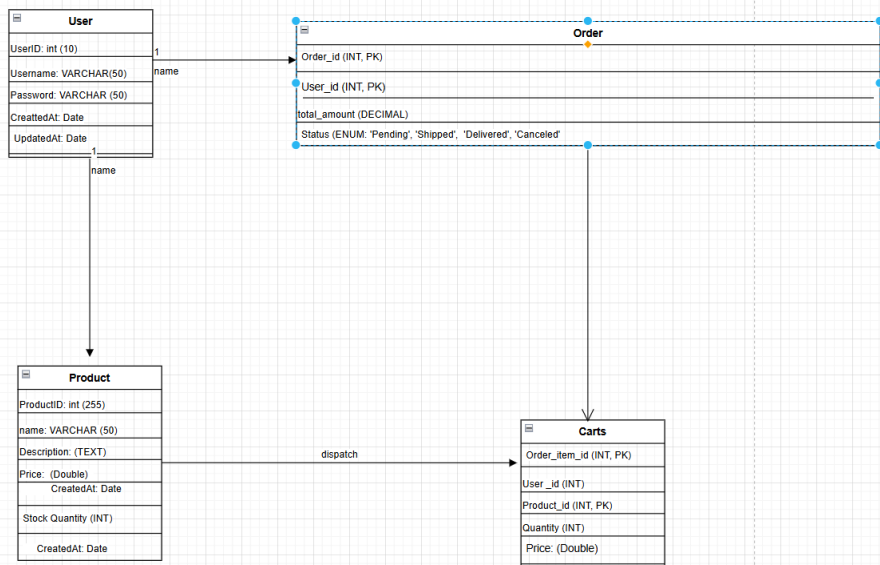 User
UserID: int (10)
Username: VARCHAR(50)
Password: VARCHAR (50)
CreattedAt: Date
UpdatedAt: Date
1
name
1
name
Order
Order_id (INT, PK)
User_id (INT, PK)
total_amount (DECIMAL)
Status (ENUM: 'Pending', 'Shipped', 'Delivered', 'Canceled'
Product
ProductID: int (255)
name: VARCHAR (50)
Description: (TEXT)
Price: (Double)
CreatedAt: Date
Stock Quantity (INT)
CreatedAt: Date
dispatch
Carts
Order_item_id (INT, PK)
User _id (INT)
Product_id (INT, PK)
Quantity (INT)
Price: (Double)